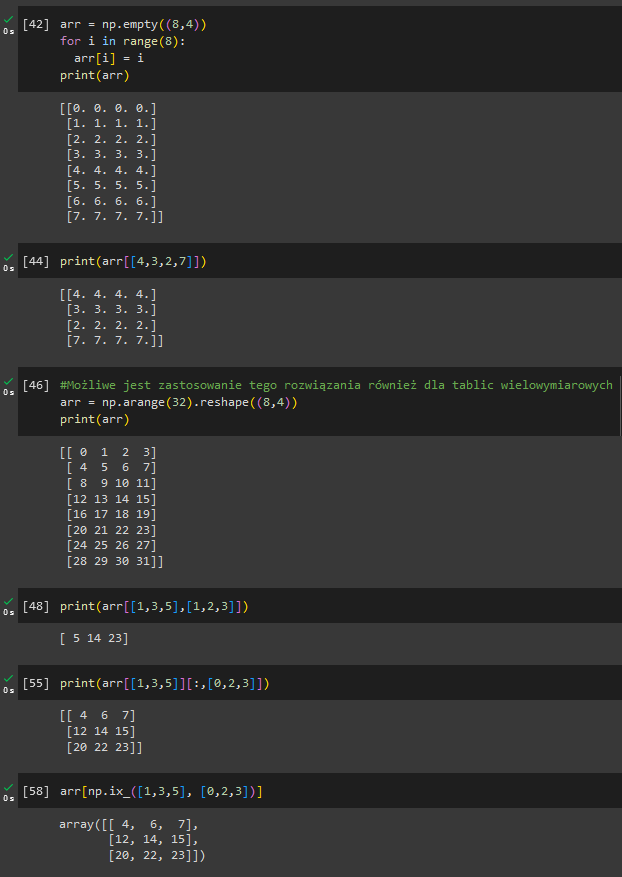 [42] arr = np.empty((8,4))
for i in range(8):
  arr[i] = i
print(arr)
0s
[[0. 0. 0. 0.]
 [1. 1. 1. 1.]
 [2. 2. 2. 2.]
 [3. 3. 3. 3.]
 [4. 4. 4. 4.]
 [5. 5. 5. 5.]
 [6. 6. 6. 6.]
 [7. 7. 7. 7.]]
[44] print(arr[[4,3,2,7]])
0s
[[4. 4. 4. 4.]
 [3. 3. 3. 3.]
 [2. 2. 2. 2.]
 [7. 7. 7. 7.]]
[46] #Możliwe jest zastosowanie tego rozwiązania również dla tablic wielowymiarowych
0s
arr = np.arange(32).reshape((8,4))
print(arr)
[[ 0  1  2  3]
 [ 4  5  6  7]
 [ 8  9 10 11]
 [12 13 14 15]
 [16 17 18 19]
 [20 21 22 23]
 [24 25 26 27]
 [28 29 30 31]]
[48] print(arr[[1,3,5],[1,2,3]])
0s
[ 5 14 23]
[55] print(arr[[1,3,5]][:,[0,2,3]])
0s
[[ 4  6  7]
 [12 14 15]
 [20 22 23]]
[58] arr[np.ix_([1,3,5], [0,2,3])]
0s
array([[ 4,  6,  7],
       [12, 14, 15],
       [20, 22, 23]])